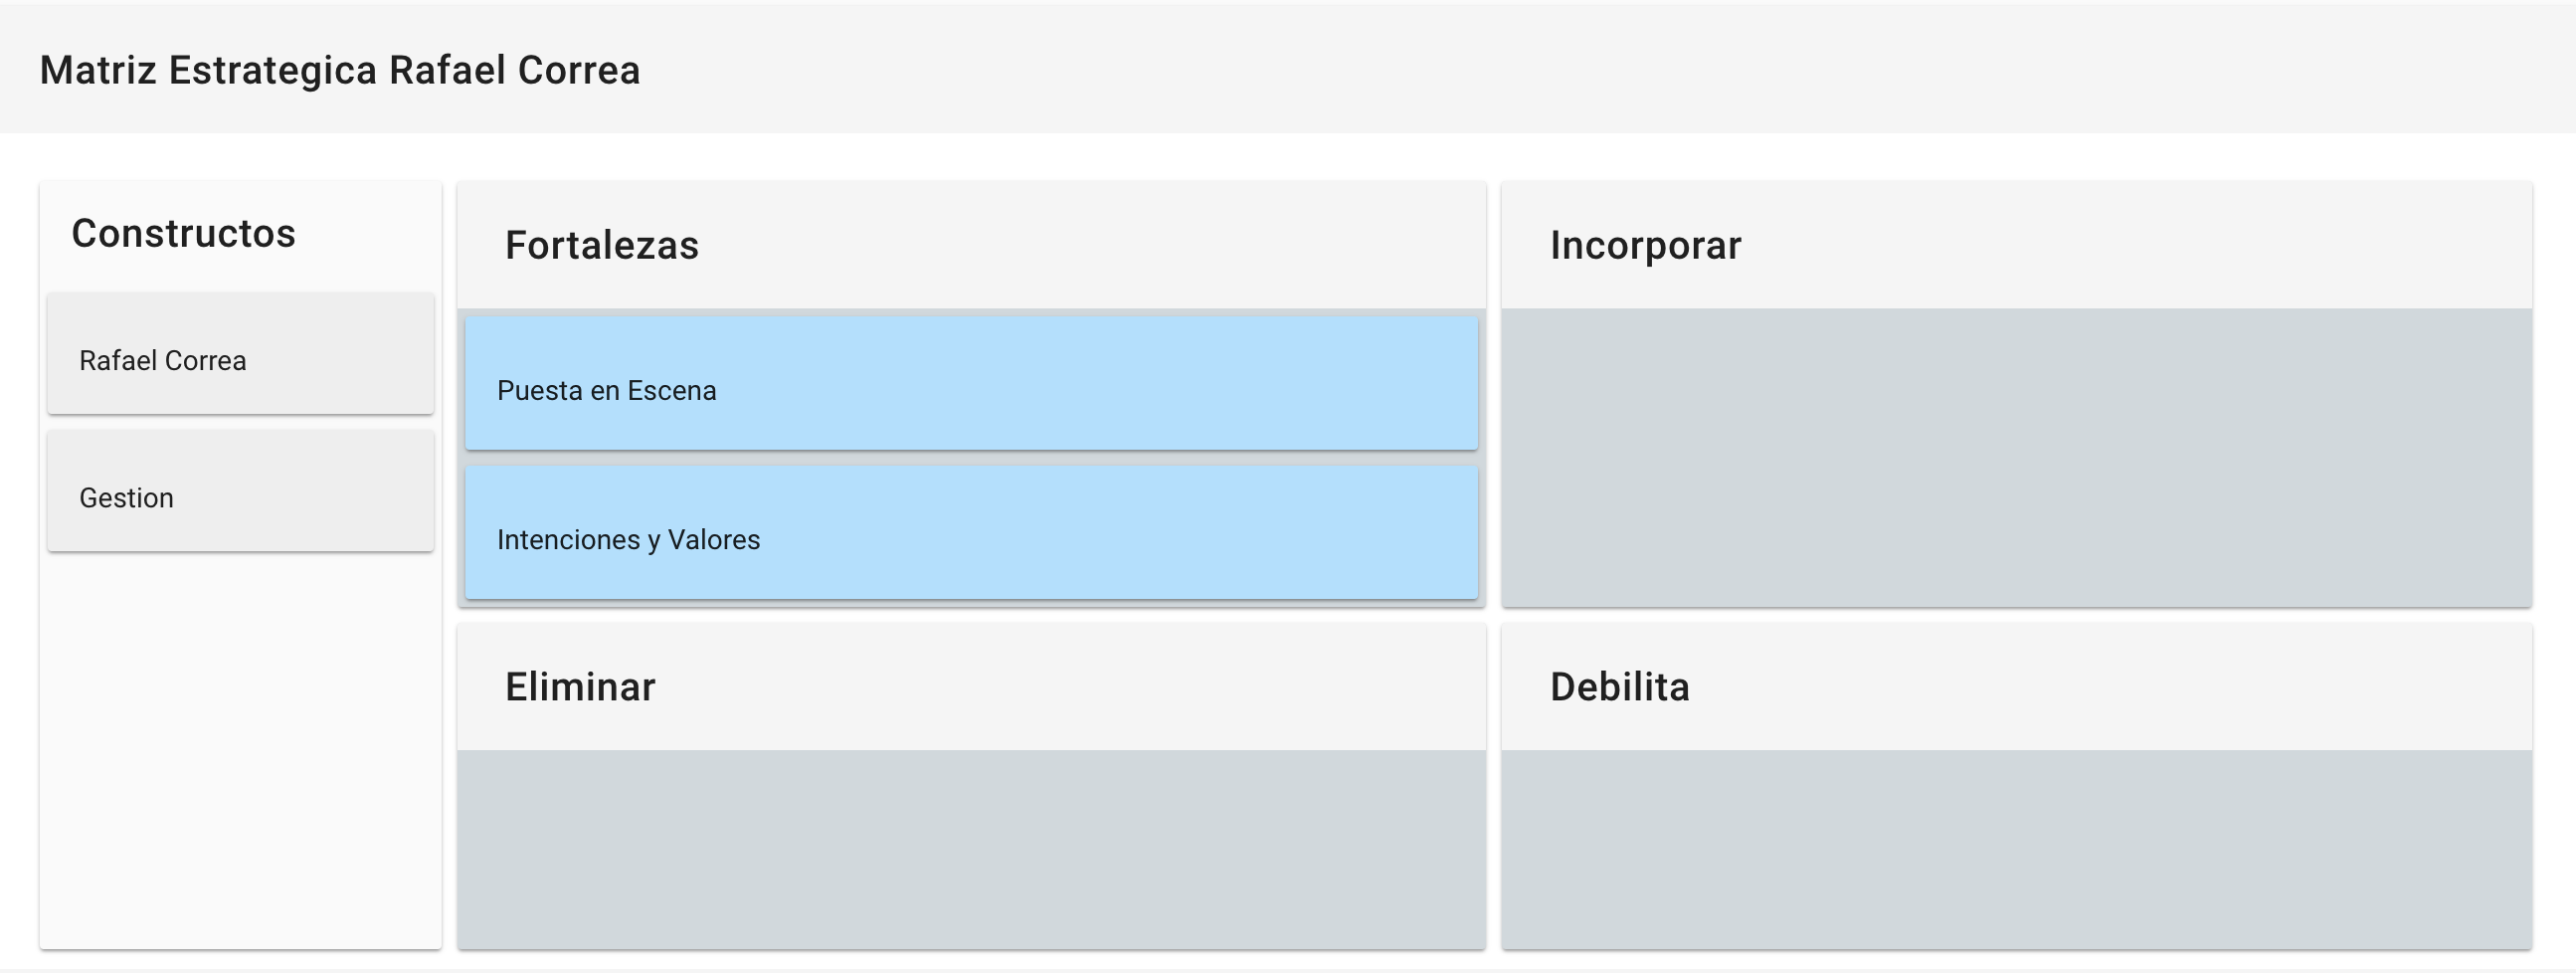 Matriz Estrategica Rafael Correa
Constructos
Rafael Correa
Gestion
Fortalezas
Puesta en Escena
Intenciones y Valores
Incorporar
Eliminar
Debilita